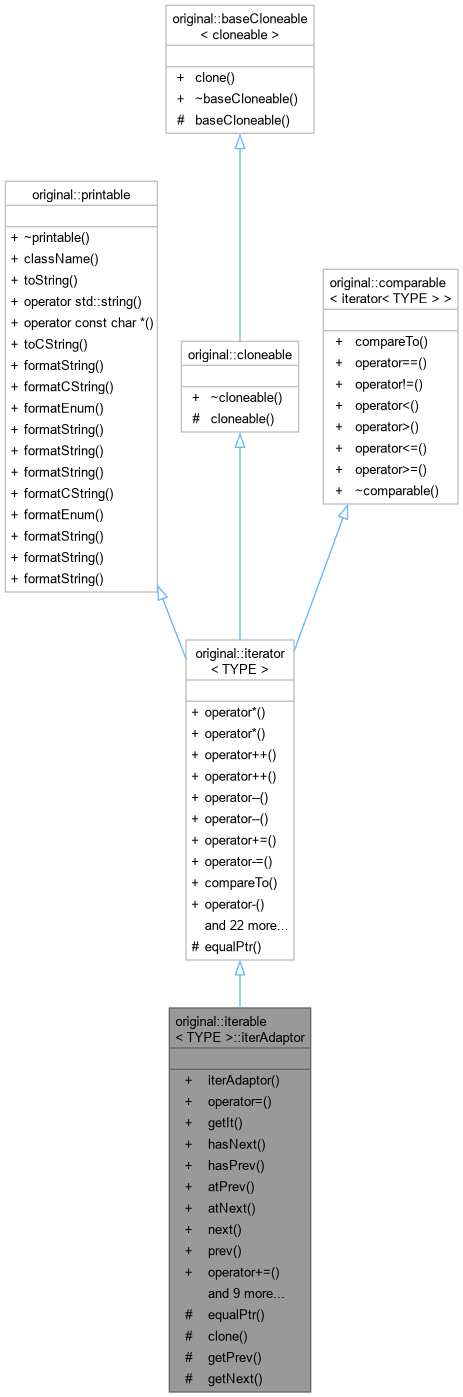 original::baseCloneable
< cloneable >
+ clone()
+ ~baseCloneable()
# baseCloneable()
original::printable
+ ~printable()
+ className()
+ toString()
+ operator std::string()
+ operator const char *()
+ toCString()
+ formatString()
+ formatCString()
+ formatEnum()
+ formatString()
+ formatString()
+ formatString()
+ formatCString()
+ formatEnum()
+ formatString()
+ formatString()
+ formatString()
original::cloneable
+ ~cloneable()
# cloneable()
original::comparable
< iterator< TYPE > >
+ compareTo()
+ operator==()
+ operator!=()
+ operator<()
+ operator>()
+ operator<=()
+ operator>=()
+ ~comparable()
original::iterator
< TYPE >
+ operator*()
+ operator*()
+ operator++()
+ operator++()
+ operator--()
+ operator--()
+ operator+=()
+ operator-=()
+ compareTo()
+ operator-()
and 22 more...
# equalPtr()
original::iterable
< TYPE >::iterAdaptor
+ iterAdaptor()
+ operator=()
+ getIt()
+ hasNext()
+ hasPrev()
+ atPrev()
+ atNext()
+ next()
+ prev()
+ operator+=()
and 9 more...
# equalPtr()
# clone()
# getPrev()
# getNext()